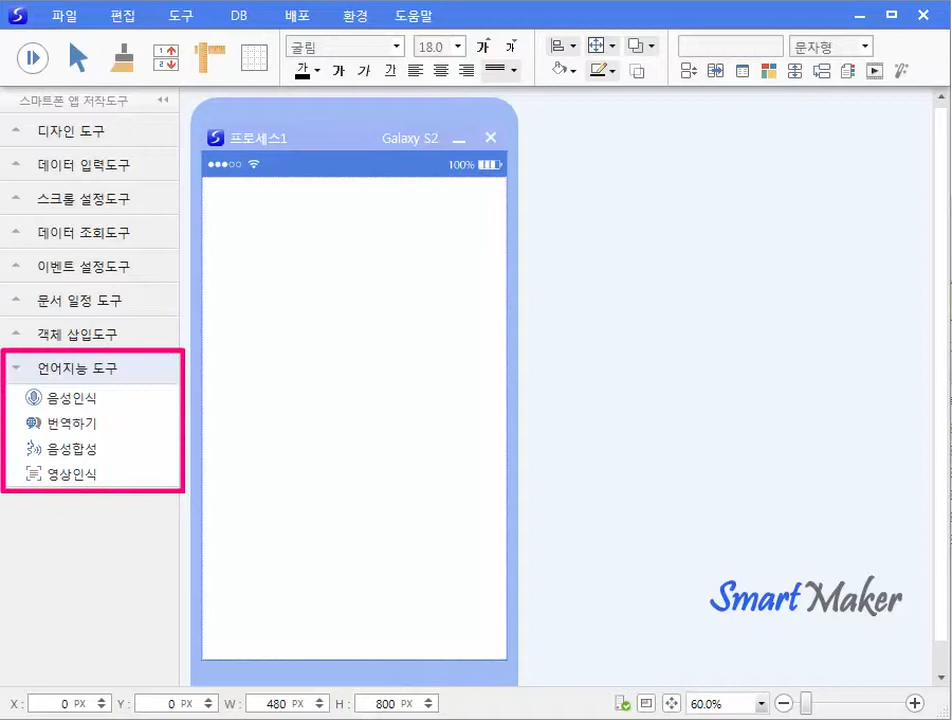 파일 편집 도구 DB 배포 환경 도움말
굴림 18.0 가 가 문자형
가 가 가 가
스마트폰 앱 저작도구
디자인 도구
데이터 입력도구
스크롤 설정도구
데이터 조회도구
이벤트 설정도구
문서 일정 도구
객체 삽입도구
언어지능 도구
음성인식
번역하기
음성합성
영상인식
프로세스1 Galaxy S2
100%
Smart Maker
X : 0 PX Y : 0 PX W : 480 PX H : 800 PX 60.0%